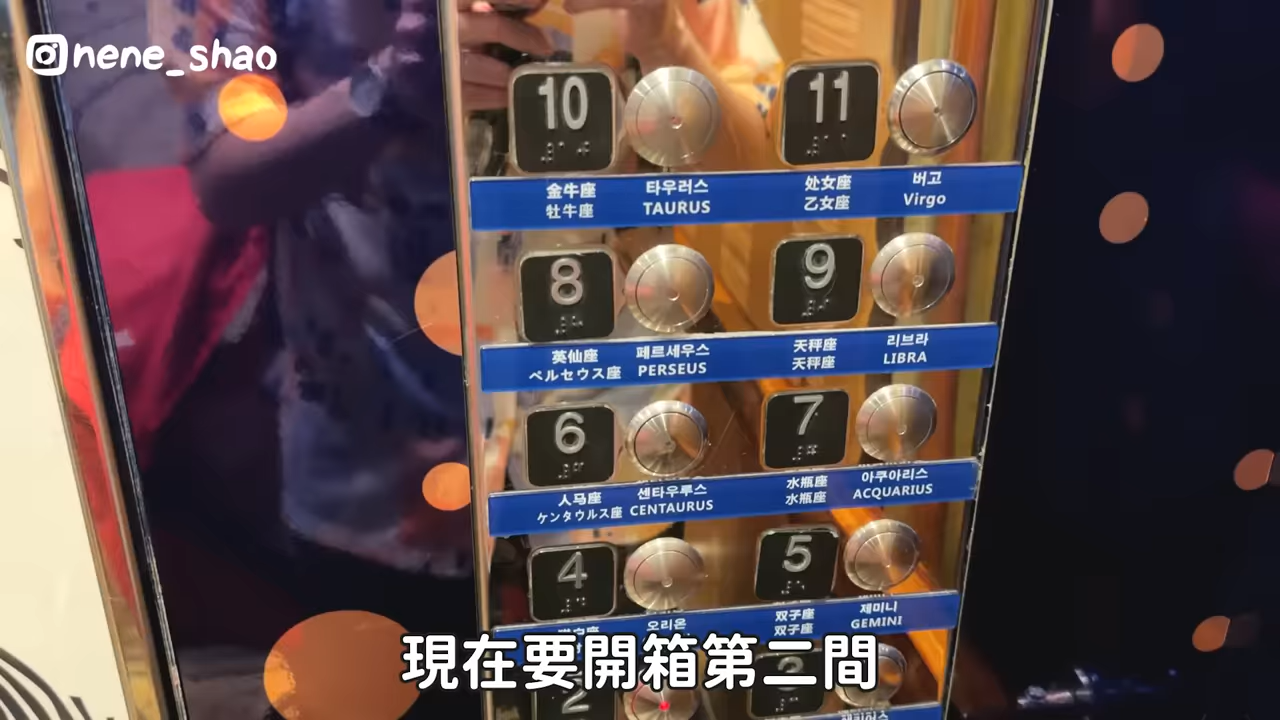 nene_shao
10 11
金牛座 타우러스 处女座 버고
牡牛座 TAURUS 乙女座 Virgo
8 9
英仙座 페르세우스 天秤座 리브라
ペルセウス座 PERSEUS 天秤座 LIBRA
6 7
人马座 센타우루스 水瓶座 아쿠아리스
ケンタウルス座 CENTAURUS 水瓶座 ACQUARIUS
4 5
오리온 双子座 제미니
双子座 GEMINI
2 3
現在要開箱第二間